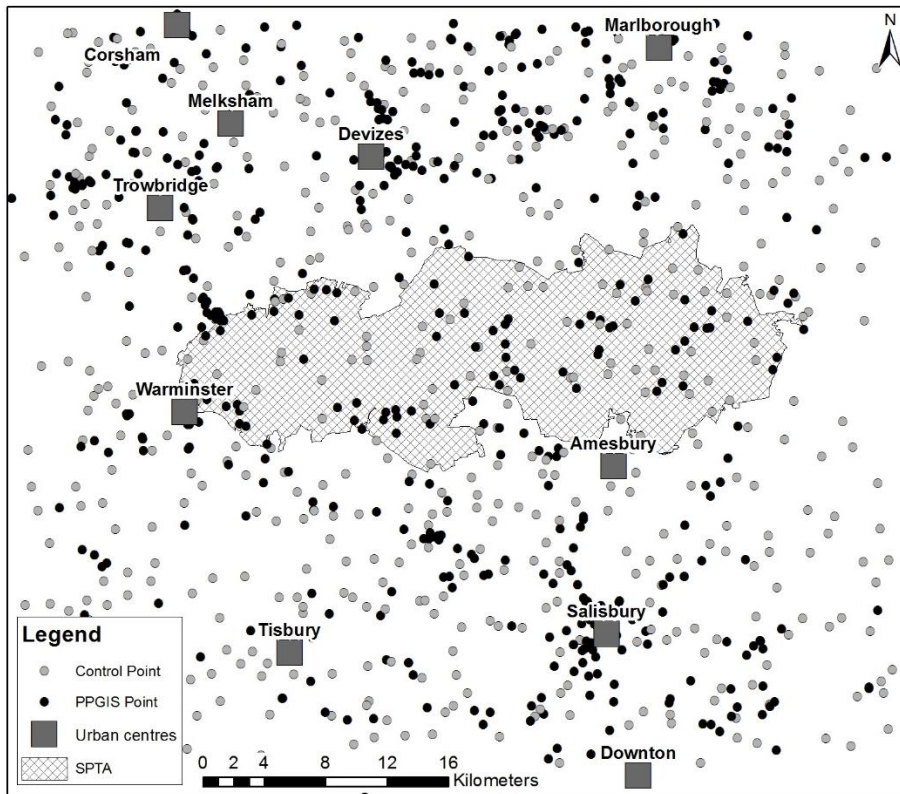 N
Marlborough
Corsham
Melksham
Devizes
Trowbridge
Warminster
Amesbury
Salisbury
Tisbury
Downton
Legend
Control Point
PPGIS Point
Urban centres
SPTA
0 2 4 8 12 16
Kilometers